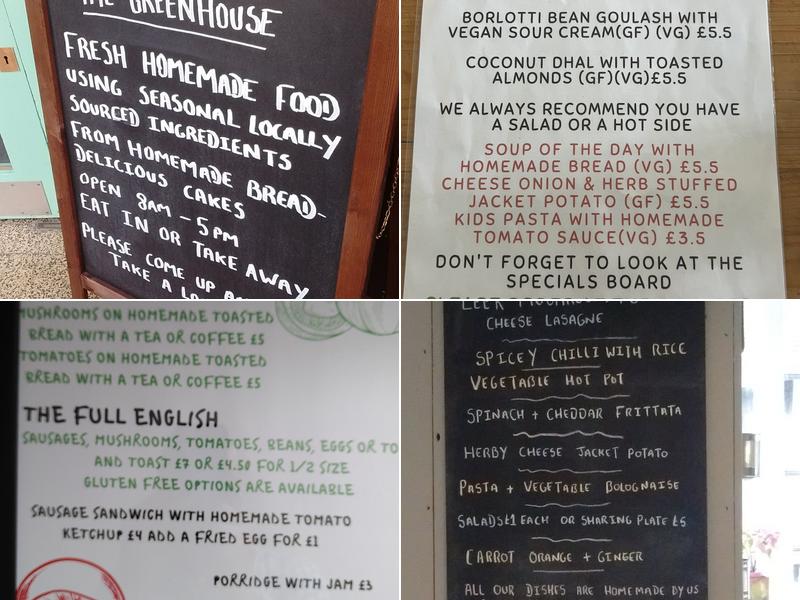 THE GREENHOUSE
FRESH HOMEMADE FOOD
USING SEASONAL LOCALLY
SOURCED INGREDIENTS
FROM HOMEMADE BREAD-
DELICIOUS CAKES
OPEN 8AM - 5PM
EAT IN OR TAKE AWAY
PLEASE COME UP AND
TAKE A
BORLOTTI BEAN GOULASH WITH
VEGAN SOUR CREAM(GF) (VG) £5.5
COCONUT DHAL WITH TOASTED
ALMONDS (GF)(VG)£5.5
WE ALWAYS RECOMMEND YOU HAVE
A SALAD OR A HOT SIDE
SOUP OF THE DAY WITH
HOMEMADE BREAD (VG) £5.5
CHEESE ONION & HERB STUFFED
JACKET POTATO (GF) £5.5
KIDS PASTA WITH HOMEMADE
TOMATO SAUCE(VG) £3.5
DON'T FORGET TO LOOK AT THE
SPECIALS BOARD
MUSHROOMS ON HOMEMADE TOASTED
BREAD WITH A TEA OR COFFEE £5
TOMATOES ON HOMEMADE TOASTED
BREAD WITH A TEA OR COFFEE £5
THE FULL ENGLISH
SAUSAGES, MUSHROOMS, TOMATOES, BEANS, EGGS OR TO
AND TOAST £7 OR £4.50 FOR 1/2 SIZE
GLUTEN FREE OPTIONS ARE AVAILABLE
SAUSAGE SANDWICH WITH HOMEMADE TOMATO
KETCHUP £4 ADD A FRIED EGG FOR £1
PORRIDGE WITH JAM £3
CHEESE LASAGNE
SPICEY CHILLI WITH RICE
VEGETABLE HOT POT
SPINACH + CHEDDAR FRITTATA
HERBY CHEESE JACKET POTATO
PASTA + VEGETABLE BOLOGNAISE
SALADS £1 EACH OR SHARING PLATE £5
CARROT ORANGE + GINGER
ALL OUR DISHES ARE HOMEMADE BY US